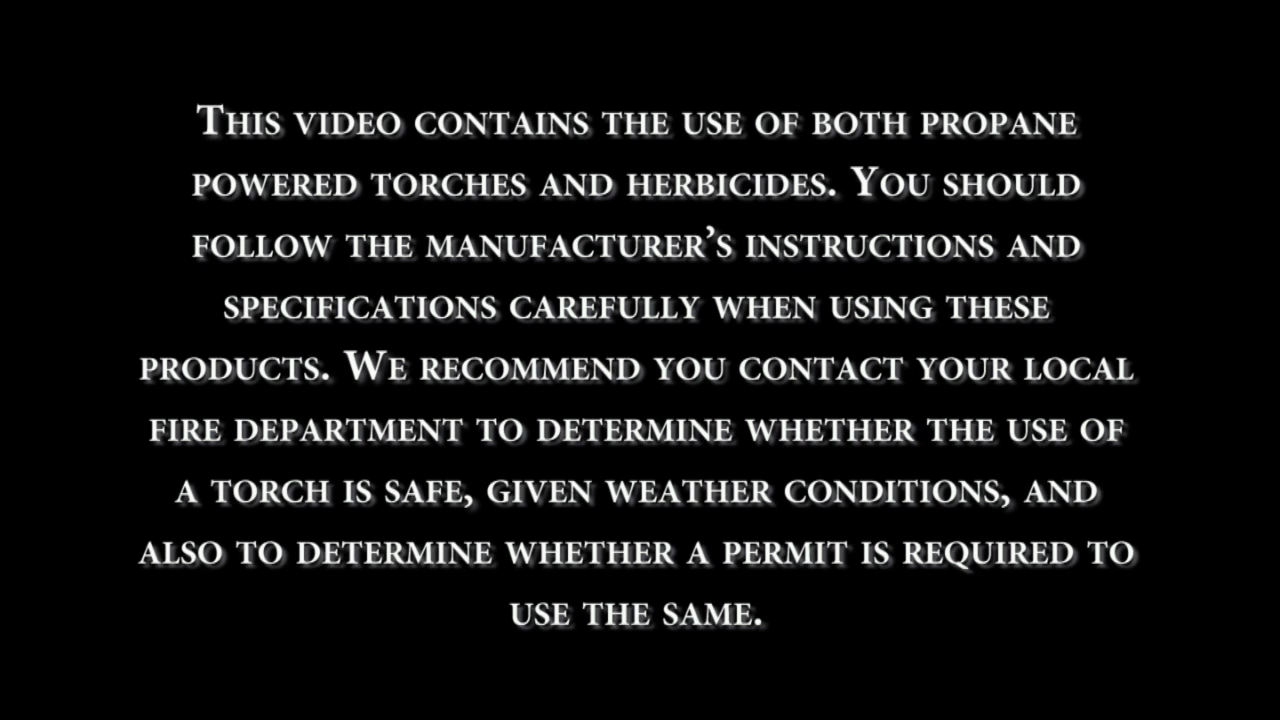 This video contains the use of both propane
powered torches and herbicides. You should
follow the manufacturer's instructions and
specifications carefully when using these
products. We recommend you contact your local
fire department to determine whether the use of
a torch is safe, given weather conditions, and
also to determine whether a permit is required to
use the same.